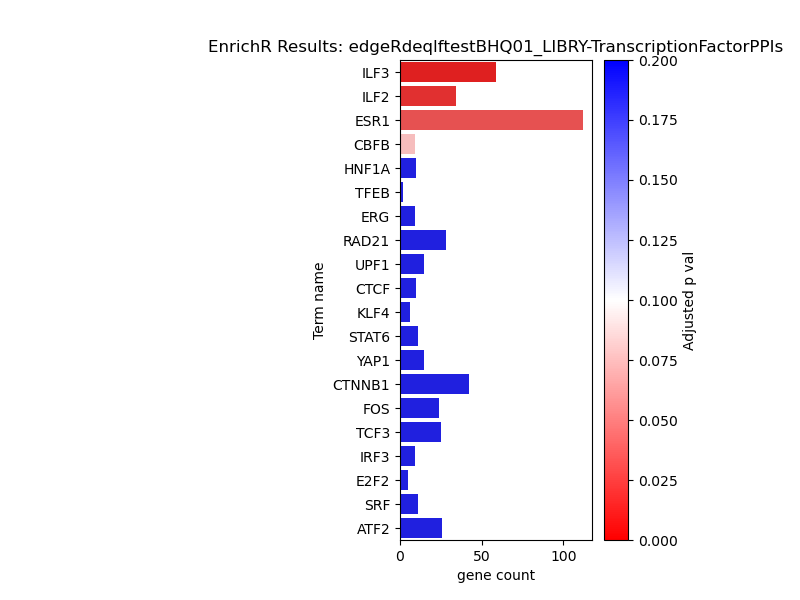 EnrichR Results: edgeRdeqlftestBHQ01_LIBRY-TranscriptionFactorPPIs
Term name
ILF3
ILF2
ESR1
CBFB
HNF1A
TFEB
ERG
RAD21
UPF1
CTCF
KLF4
STAT6
YAP1
CTNNB1
FOS
TCF3
IRF3
E2F2
SRF
ATF2
0 50 100
gene count
0.200
0.175
0.150
0.125
0.100
0.075
0.050
0.025
0.000
Adjusted p val